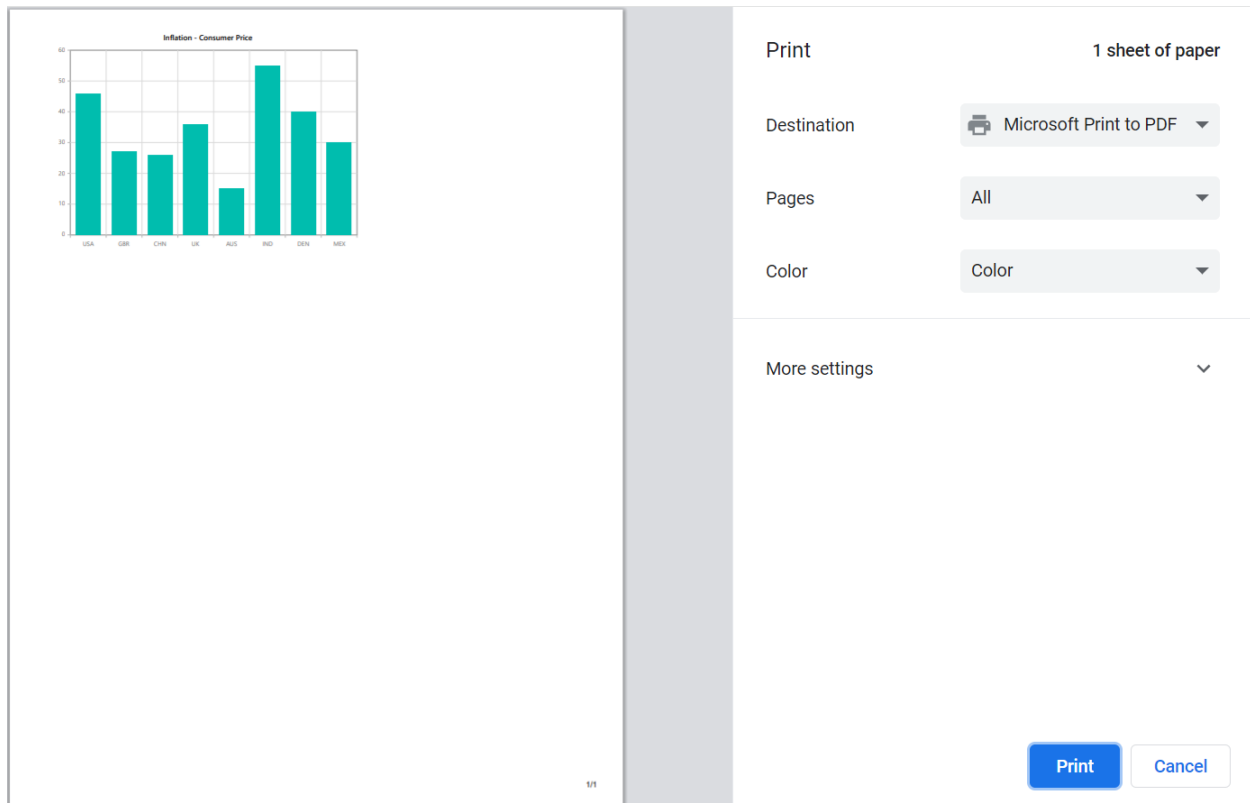 Inflation - Consumer Price
60
50
40
30
20
10
0
USA GBR CHN UK AUS IND DEN MEX
1/1
Print 1 sheet of paper
Destination Microsoft Print to PDF
Pages All
Color Color
More settings
Print Cancel